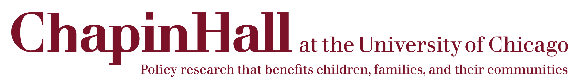 ChapinHall at the University of Chicago
Policy research that benefits children, families, and their communities